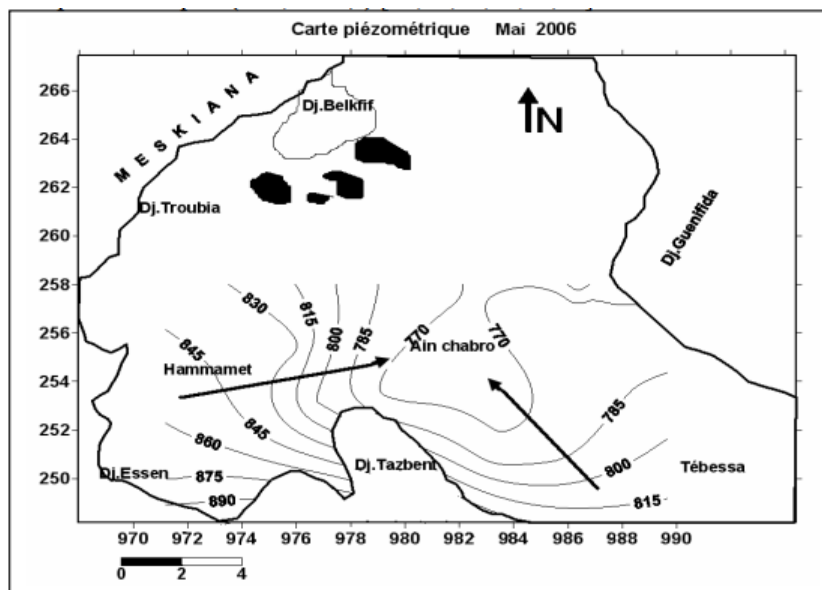 Carte piézométrique Mai 2006
266
264
262
260
258
256
254
252
250
MESKIANA
Dj.Belkfif
N
Dj.Troubia
Dj.Guenifida
830
815
800
785
770
770
845
Ain chabro
Hammamet
785
845
860
Dj.Essen
875
890
Dj.Tazbent
800
Tébessa
815
970 972 974 976 978 980 982 984 986 988 990
0 2 4